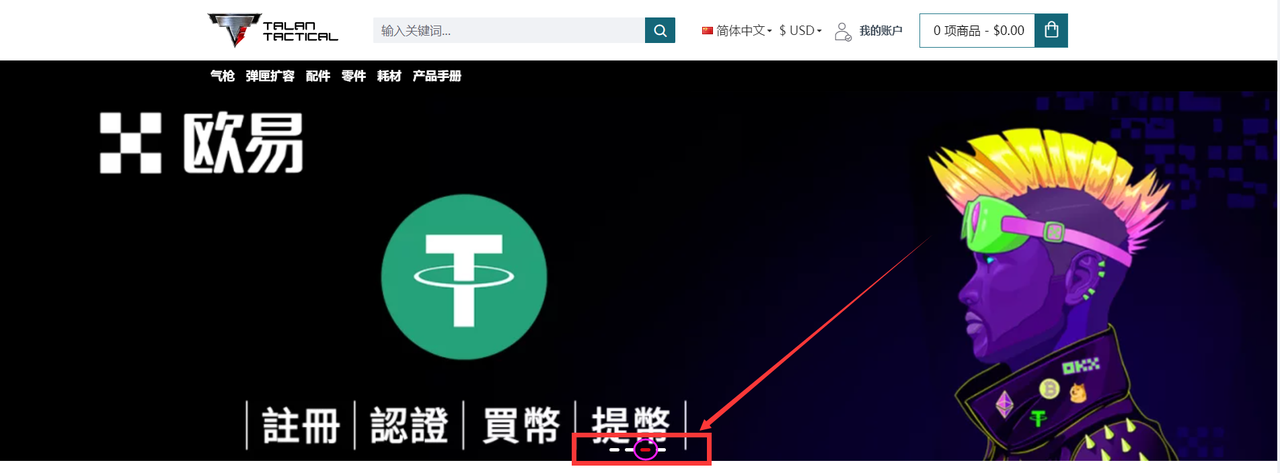 TALAN
TACTICAL
输入关键词...
简体中文
$ USD
我的账户
0 项商品 - $0.00
气枪 弹匣扩容 配件 零件 耗材 产品手册
欧易
註冊 認證 買幣 提幣
OKX